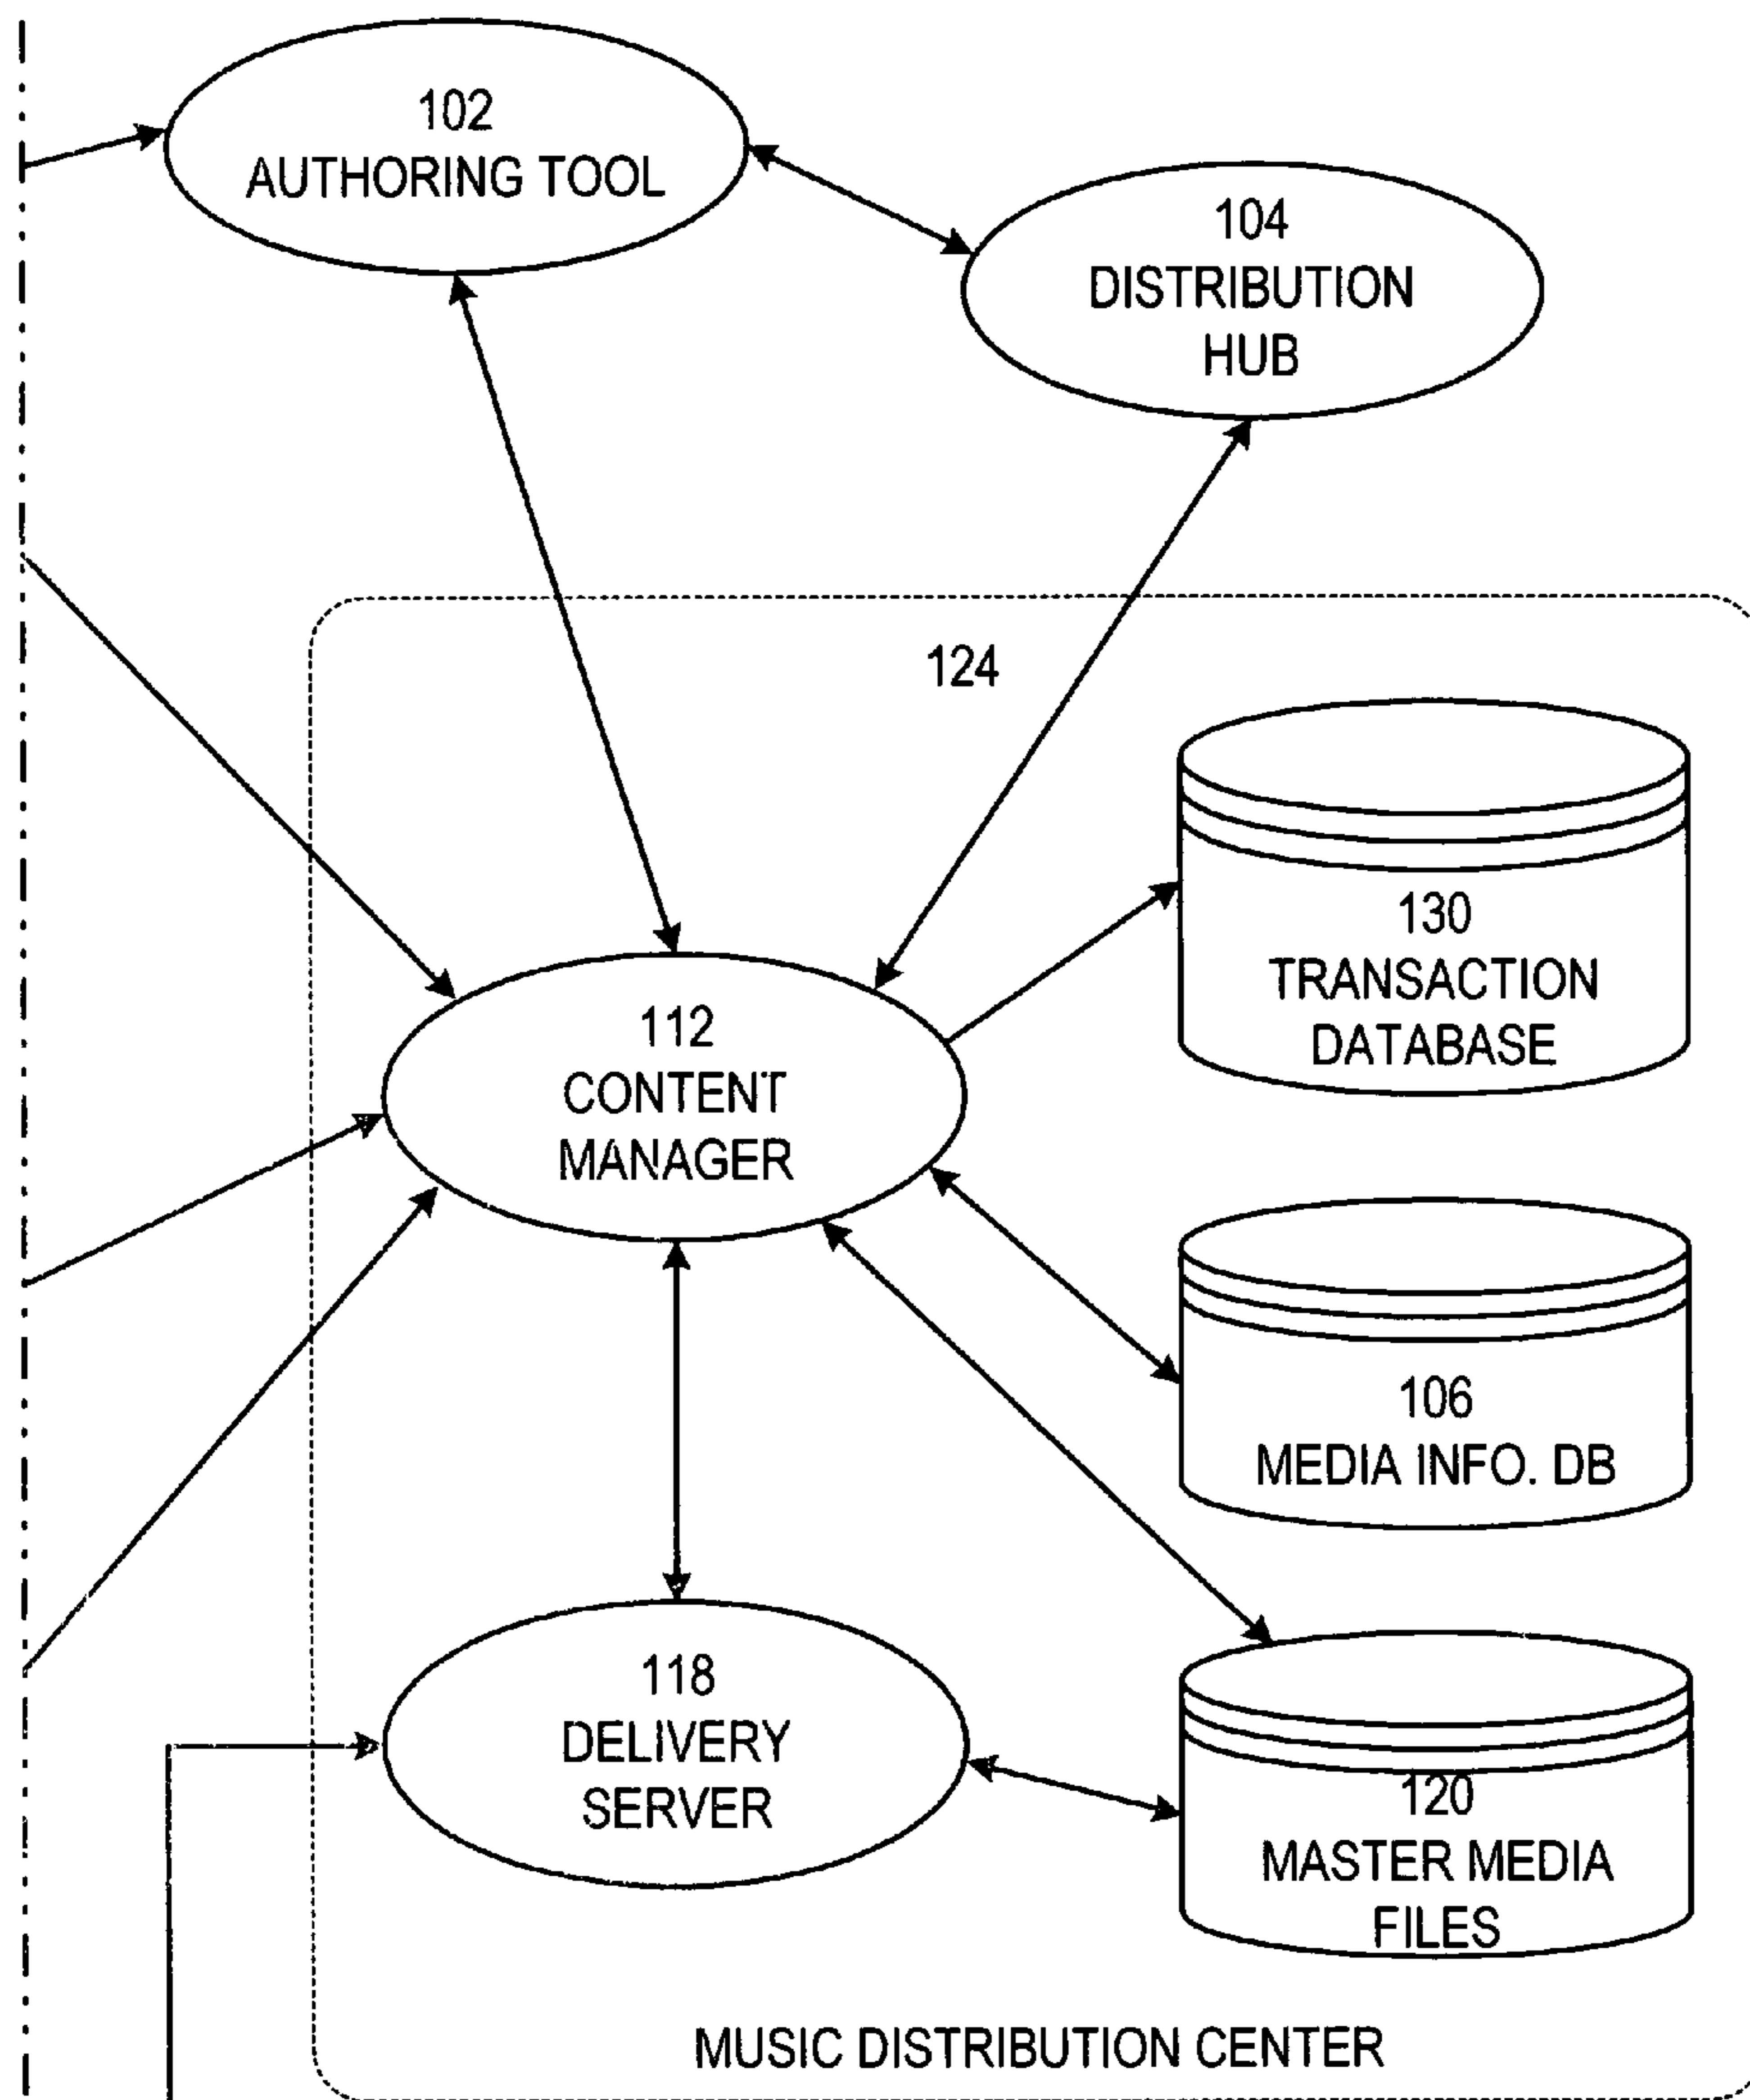 102
AUTHORING TOOL
104
DISTRIBUTION
HUB
124
130
TRANSACTION
DATABASE
112
CONTENT
MANAGER
106
MEDIA INFO. DB
118
DELIVERY
SERVER
120
MASTER MEDIA
FILES
MUSIC DISTRIBUTION CENTER